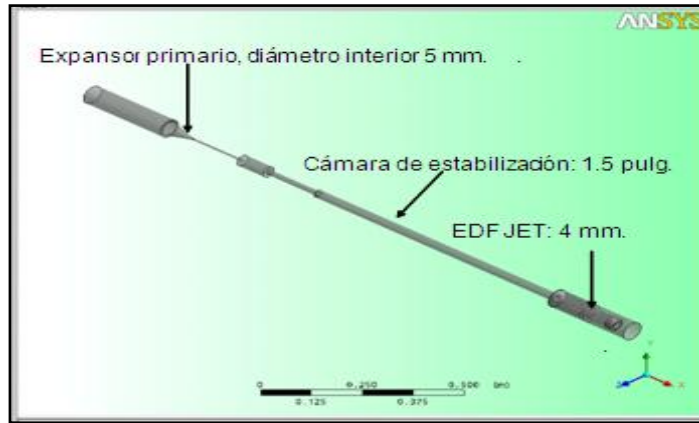 ANSYS
Expansor primario, diámetro interior 5 mm. .
Cámara de estabilización: 1.5 pulg.
EDF JET: 4 mm.
0 0.250 0.500 (m)
0.125 0.375
Y
X